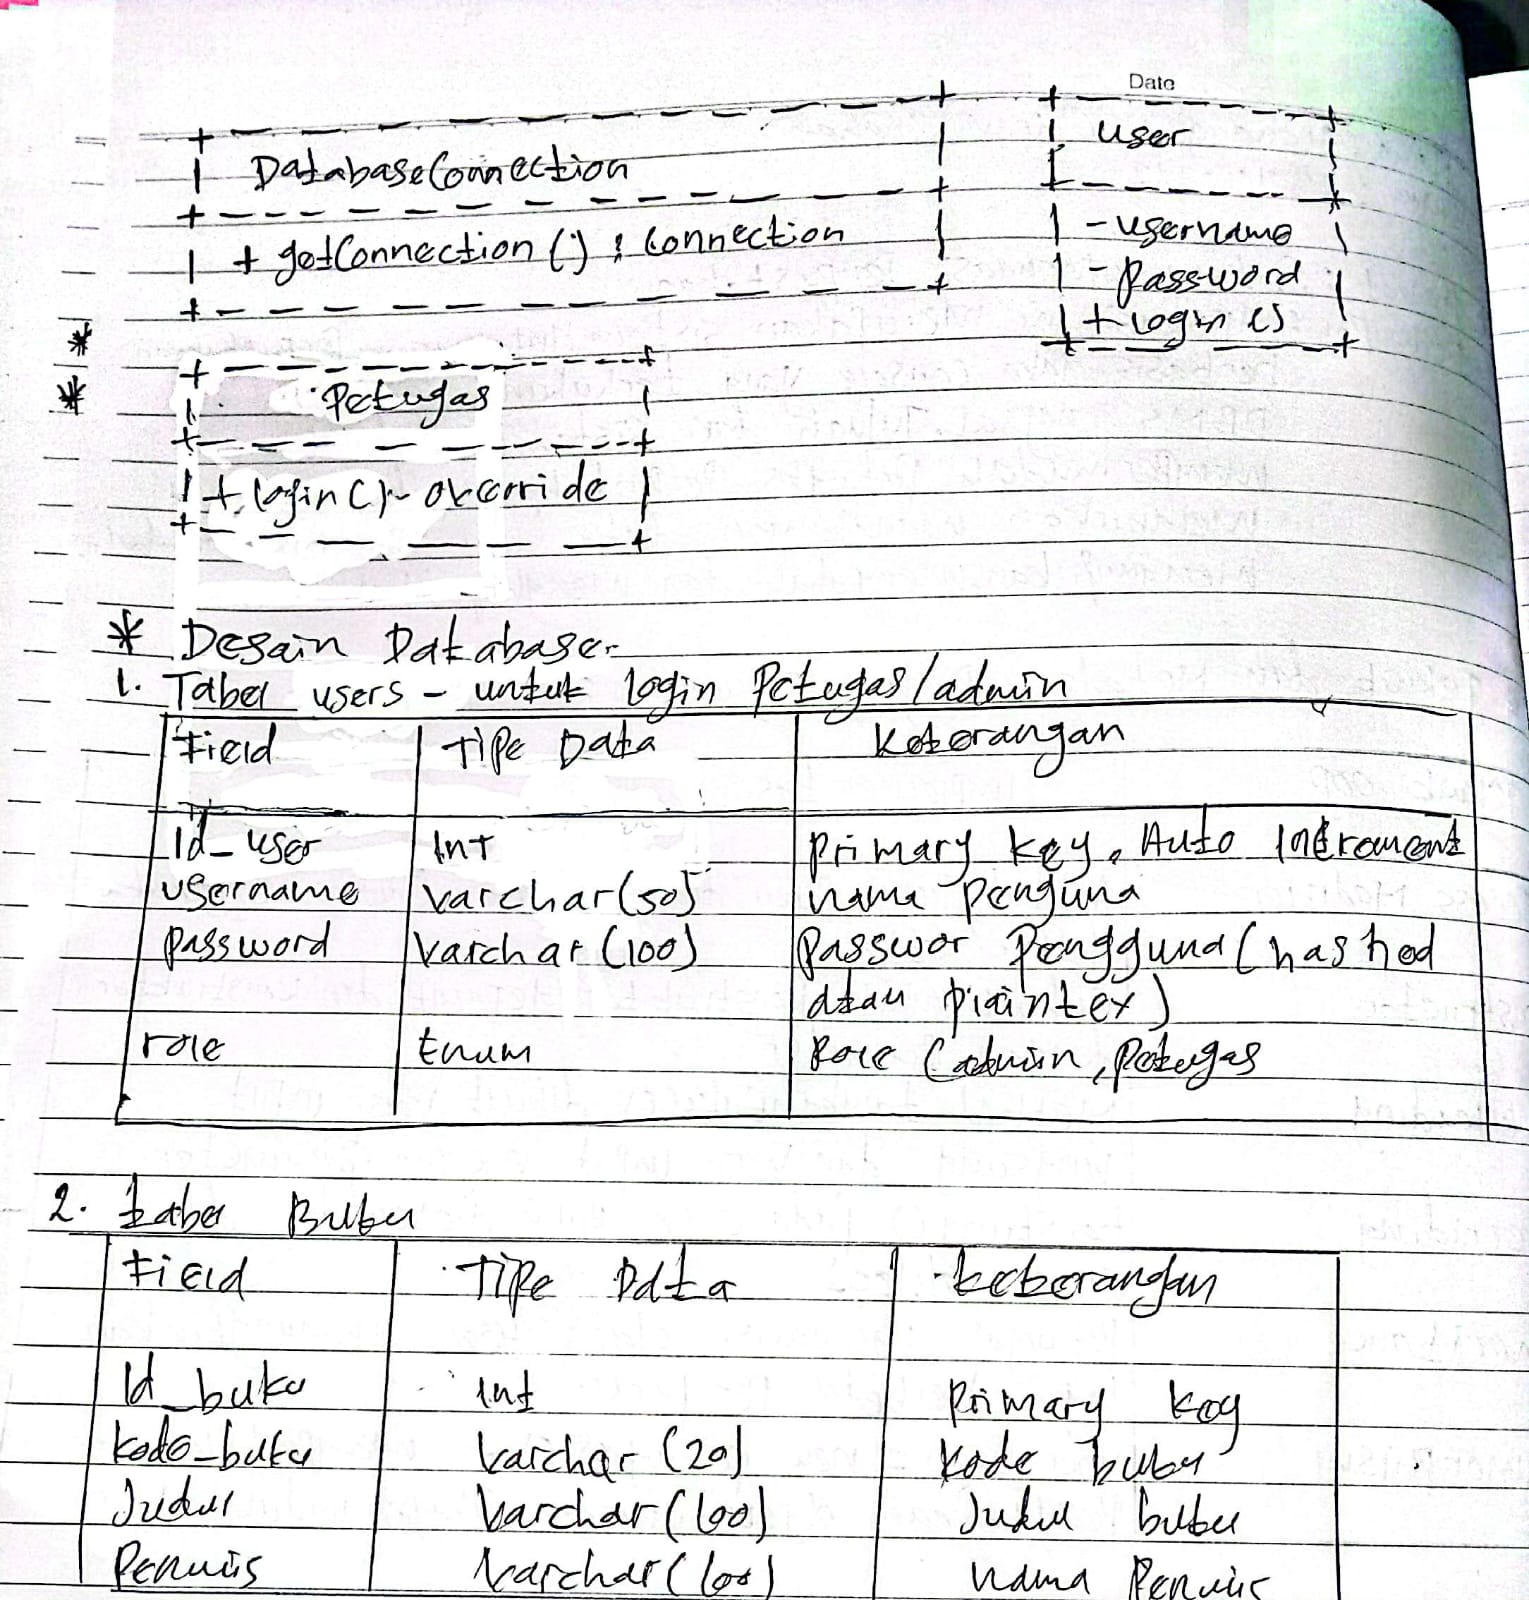 Date
DatabaseConnection
+ getConnection () : Connection
user
- username
- password
+ login ()
*
*
Petugas
+ login () - override
* Desain Database.
1. Tabel users - untuk login Petugas/admin
Field Tipe Data Keterangan
Id_user Int Primary key, Auto Increment
username Varchar(50) nama penguna
password Varchar(100) Passwor Pengguna (hashed
atau plaintex)
role Enum Role (admin, petugas
2. tabel Buku
Field Tipe Data keterangan
Id_buku Int Primary key
kode_buku Varchar (20) kode buku
Judul Varchar(100) Judul buku
Penulis Varchar(100) nama Penulis